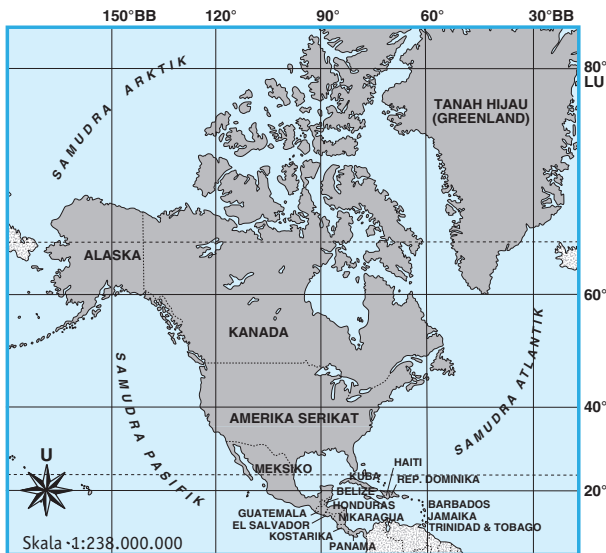 150°BB 120° 90° 60° 30°BB
80°
LU
SAMUDRA ARKTIK
TANAH HIJAU
(GREENLAND)
ALASKA
60°
KANADA
SAMUDRA ATLANTIK
SAMUDRA PASIFIK
40°
AMERIKA SERIKAT
U
HAITI
MEKSIKO
KUBA
REP. DOMINIKA
20°
BELIZE
HONDURAS
BARBADOS
GUATEMALA
NIKARAGUA
JAMAIKA
EL SALVADOR
TRINIDAD & TOBAGO
KOSTARIKA
PANAMA
0°
Skala ·1:238.000.000